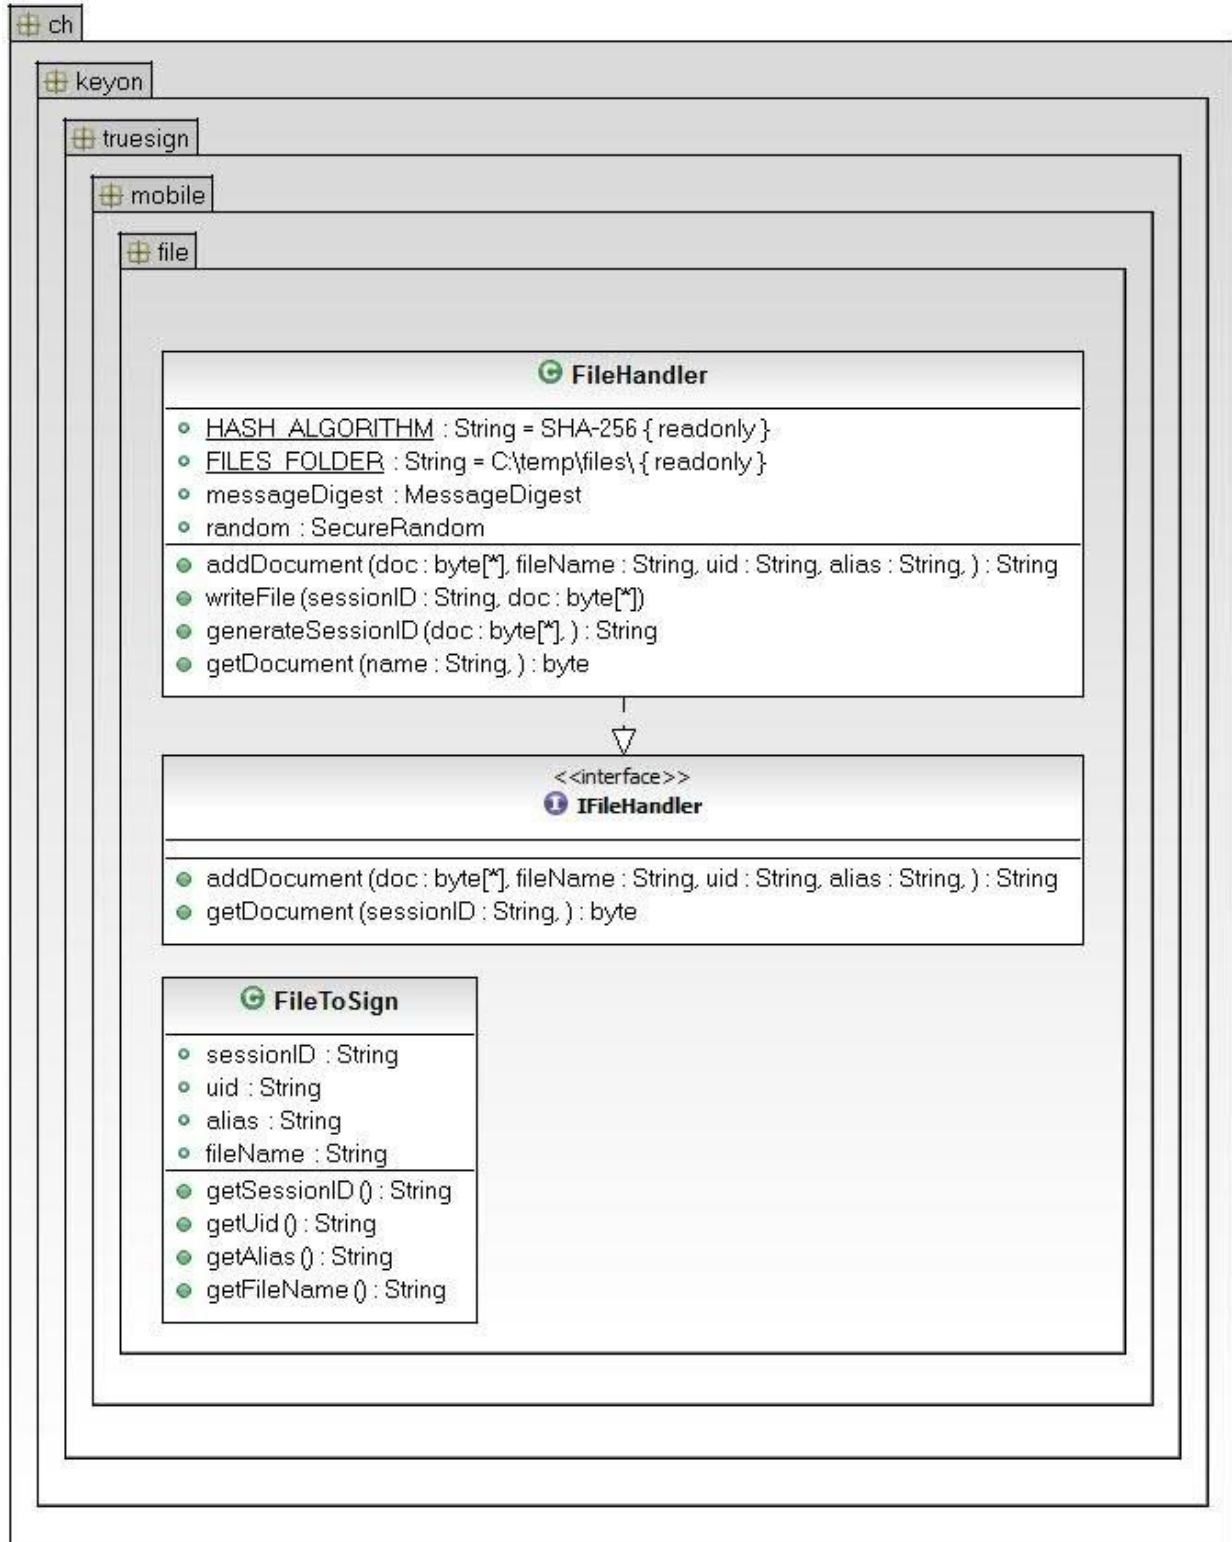 ch
keyon
truesign
mobile
file
FileHandler
HASH_ALGORITHM : String = SHA-256 { readonly }
FILES_FOLDER : String = C:\temp\files\ { readonly }
messageDigest : MessageDigest
random : SecureRandom
addDocument (doc : byte[*], fileName : String, uid : String, alias : String, ) : String
writeFile (sessionID : String, doc : byte[*])
generateSessionID (doc : byte[*], ) : String
getDocument (name : String, ) : byte
<<interface>>
IFileHandler
addDocument (doc : byte[*], fileName : String, uid : String, alias : String, ) : String
getDocument (sessionID : String, ) : byte
FileToSign
sessionID : String
uid : String
alias : String
fileName : String
getSessionID () : String
getUid () : String
getAlias () : String
getFileName () : String